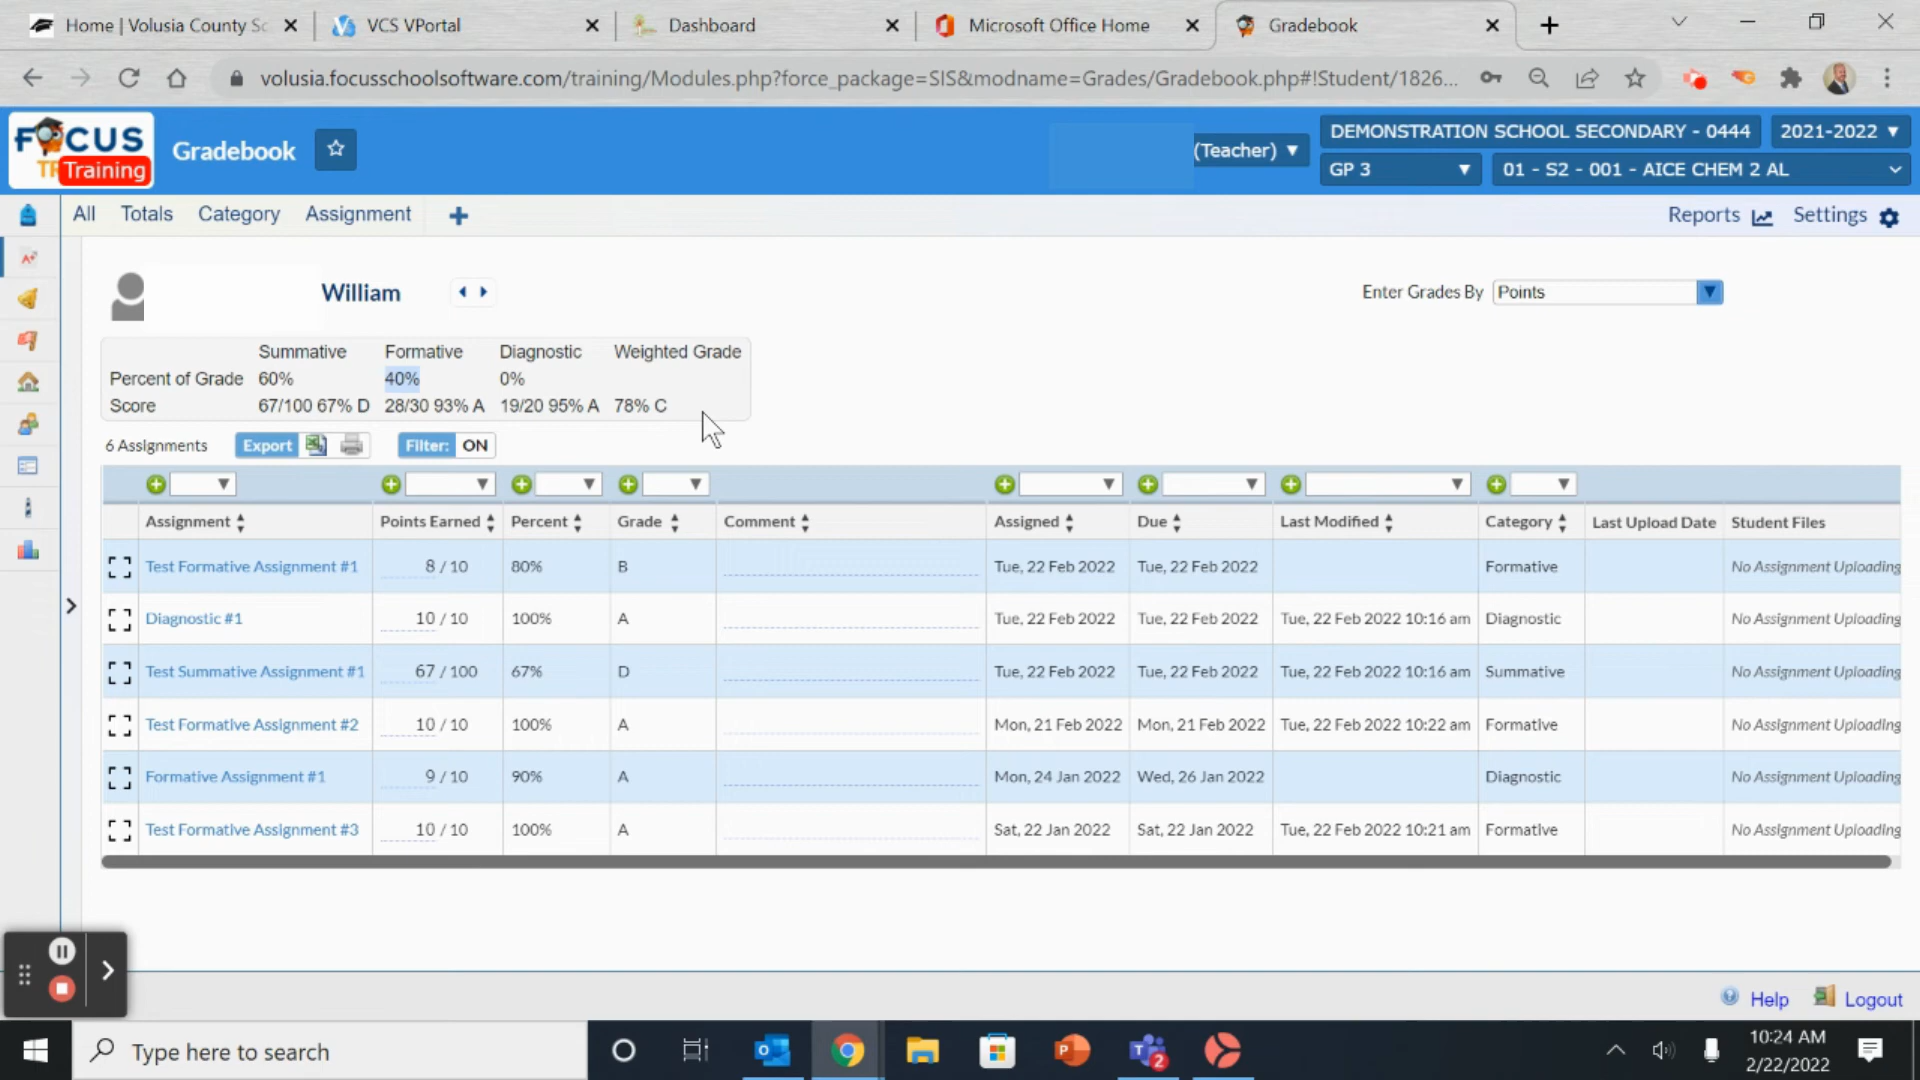 Home | Volusia County Sc
VCS VPortal
Dashboard
Microsoft Office Home
Gradebook
volusia.focusschoolsoftware.com/training/Modules.php?force_package=SIS&modname=Grades/Gradebook.php#!Student/1826...
FOCUS
Training
Gradebook
(Teacher)
DEMONSTRATION SCHOOL SECONDARY - 0444
2021-2022
GP 3
01 - S2 - 001 - AICE CHEM 2 AL
All Totals Category Assignment
Reports Settings
William
Enter Grades By Points
Summative Formative Diagnostic Weighted Grade
Percent of Grade 60% 40% 0%
Score 67/100 67% D 28/30 93% A 19/20 95% A 78% C
6 Assignments Export Filter: ON
Assignment Points Earned Percent Grade Comment Assigned Due Last Modified Category Last Upload Date Student Files
Test Formative Assignment #1 8 / 10 80% B Tue, 22 Feb 2022 Tue, 22 Feb 2022 Formative No Assignment Uploading
Diagnostic #1 10 / 10 100% A Tue, 22 Feb 2022 Tue, 22 Feb 2022 Tue, 22 Feb 2022 10:16 am Diagnostic No Assignment Uploading
Test Summative Assignment #1 67 / 100 67% D Tue, 22 Feb 2022 Tue, 22 Feb 2022 Tue, 22 Feb 2022 10:16 am Summative No Assignment Uploading
Test Formative Assignment #2 10 / 10 100% A Mon, 21 Feb 2022 Mon, 21 Feb 2022 Tue, 22 Feb 2022 10:22 am Formative No Assignment Uploading
Formative Assignment #1 9 / 10 90% A Mon, 24 Jan 2022 Wed, 26 Jan 2022 Diagnostic No Assignment Uploading
Test Formative Assignment #3 10 / 10 100% A Sat, 22 Jan 2022 Sat, 22 Jan 2022 Tue, 22 Feb 2022 10:21 am Formative No Assignment Uploading
Help Logout
Type here to search
2
10:24 AM
2/22/2022